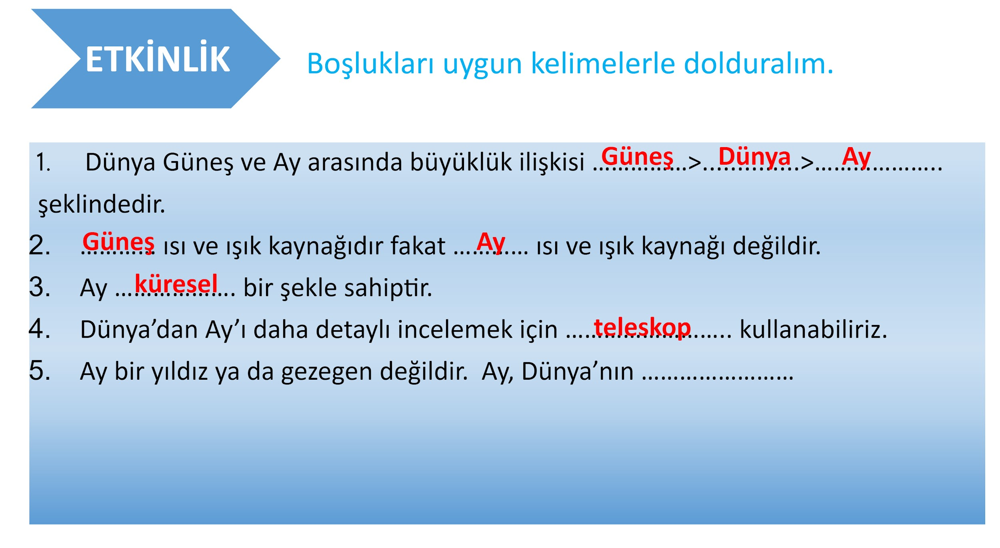 ETKİNLİK
Boşlukları uygun kelimelerle dolduralım.
1. Dünya Güneş ve Ay arasında büyüklük ilişkisi ......Güneş......>......Dünya......>......Ay............
şeklindedir.
2. ...Güneş... ısı ve ışık kaynağıdır fakat ......Ay...... ısı ve ışık kaynağı değildir.
3. Ay ......küresel...... bir şekle sahiptir.
4. Dünya’dan Ay’ı daha detaylı incelemek için ......teleskop......... kullanabiliriz.
5. Ay bir yıldız ya da gezegen değildir. Ay, Dünya’nın ........................